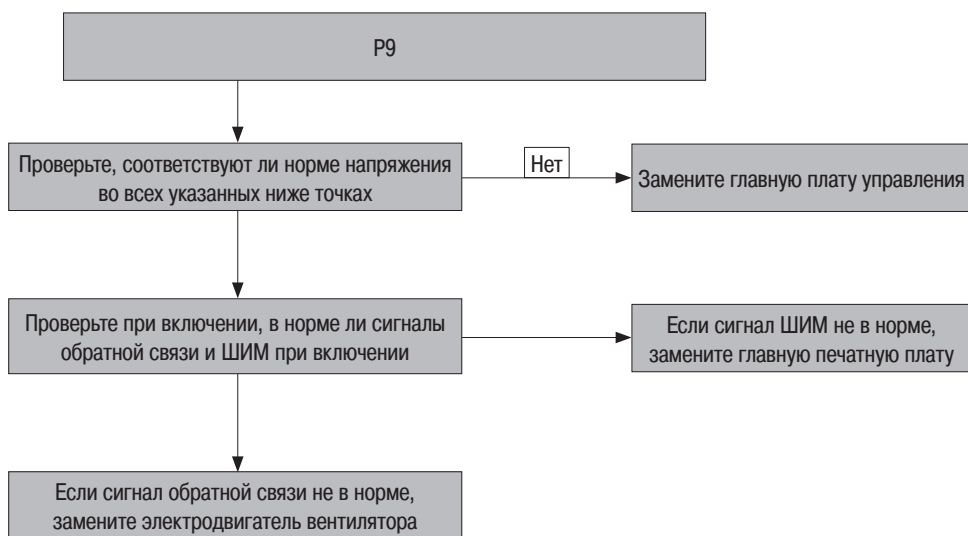 P9
Проверьте, соответствуют ли норме напряжения
во всех указанных ниже точках
Нет
Замените главную плату управления
Проверьте при включении, в норме ли сигналы
обратной связи и ШИМ при включении
Если сигнал ШИМ не в норме,
замените главную печатную плату
Если сигнал обратной связи не в норме,
замените электродвигатель вентилятора